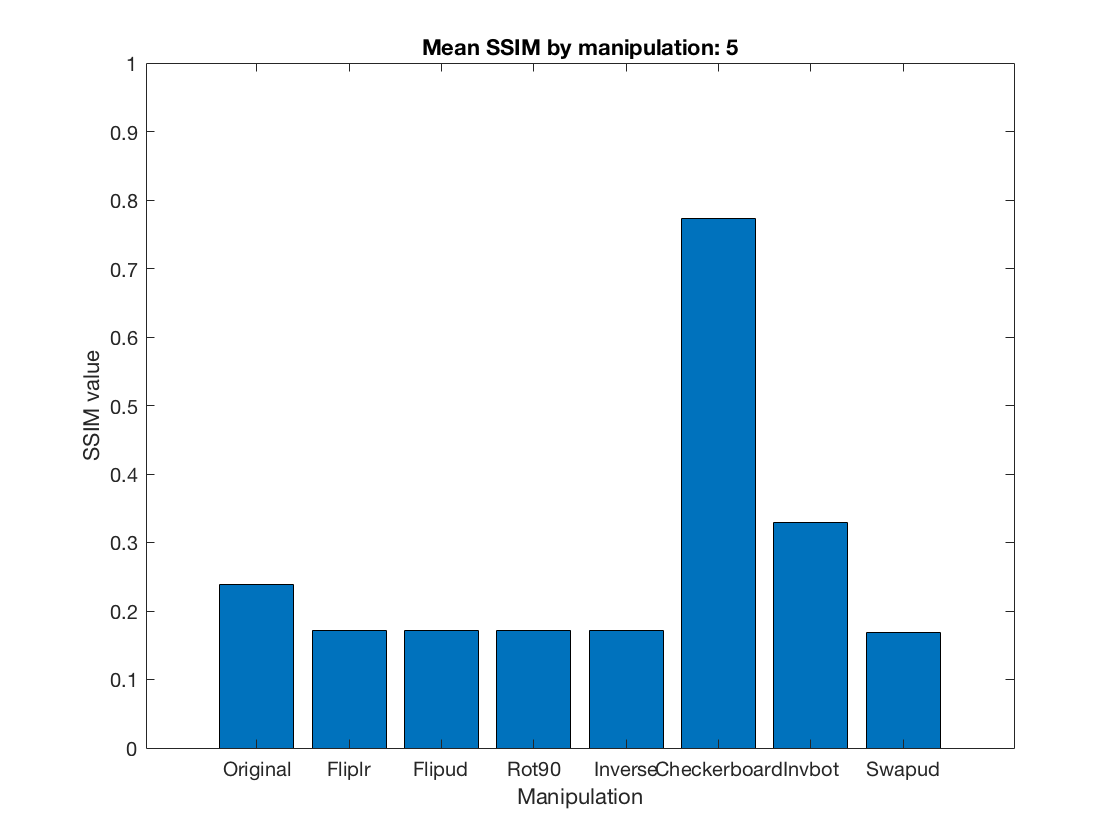 Mean SSIM by manipulation: 5
1
0.9
0.8
0.7
0.6
0.5
0.4
0.3
0.2
0.1
0
SSIM value
Original Fliplr Flipud Rot90 Inverse Checkerboard Invbot Swapud
Manipulation